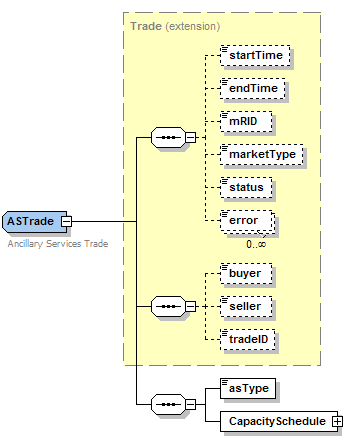 Trade (extension)
startTime
endTime
mRID
marketType
status
error
0..∞
ASTrade
Ancillary Services Trade
buyer
seller
tradeID
asType
CapacitySchedule